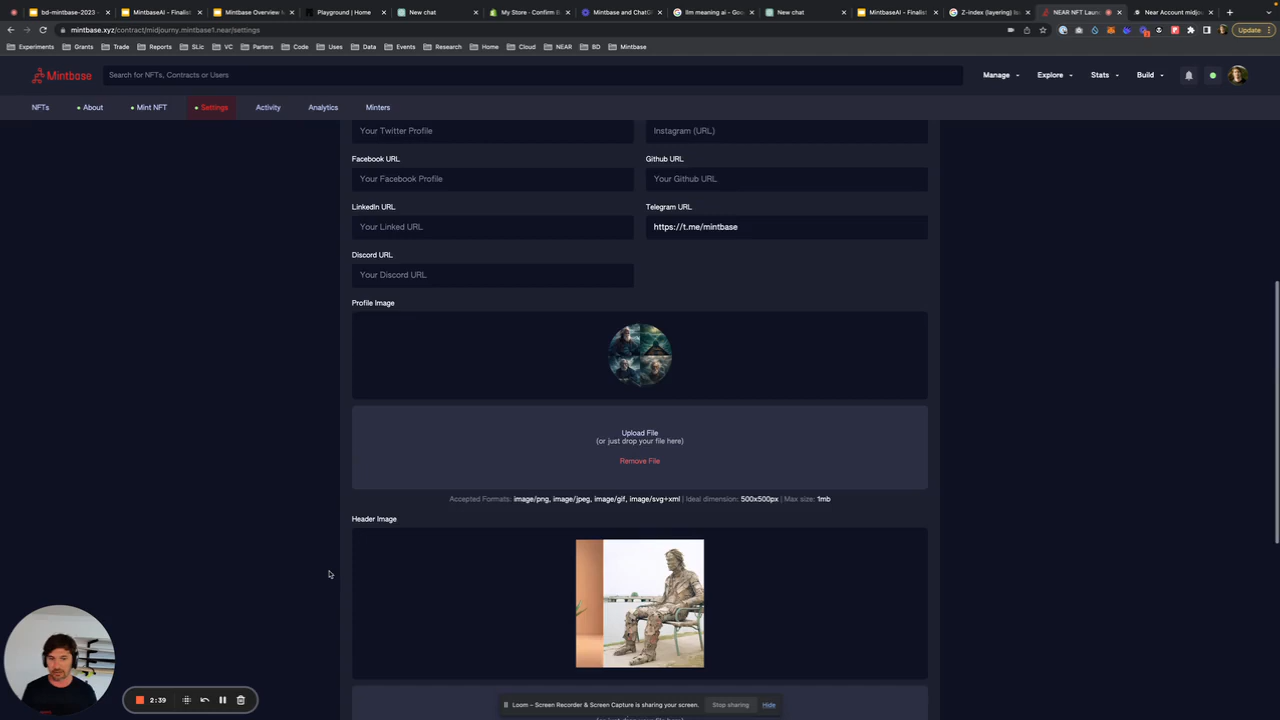 bd-mintbase-2023 -
MintbaseAI - Finalist
Mintbase Overview
Playground | Home
New chat
My Store - Confirm
Mintbase and ChatG
llm meaning ai - Goo
New chat
MintbaseAI - Finalist
Z-index (layering) is
NEAR NFT Laun
Near Account midjou
mintbase.xyz/contract/midjourny.mintbase1.near/settings
Update
Experiments
Grants
Trade
Reports
SLic
VC
Parters
Code
Uses
Data
Events
Research
Home
Cloud
NEAR
BD
Mintbase
Mintbase
Search for NFTs, Contracts or Users
Manage
Explore
Stats
Build
NFTs
About
Mint NFT
Settings
Activity
Analytics
Minters
Your Twitter Profile
Instagram (URL)
Facebook URL
Github URL
Your Facebook Profile
Your Github URL
LinkedIn URL
Telegram URL
Your Linked URL
https://t.me/mintbase
Discord URL
Your Discord URL
Profile Image
Upload File
(or just drop your file here)
Remove File
Accepted Formats: image/png, image/jpeg, image/gif, image/svg+xml | Ideal dimension: 500x500px | Max size: 1mb
Header Image
2:39
Loom – Screen Recorder & Screen Capture is sharing your screen.
Stop sharing
Hide